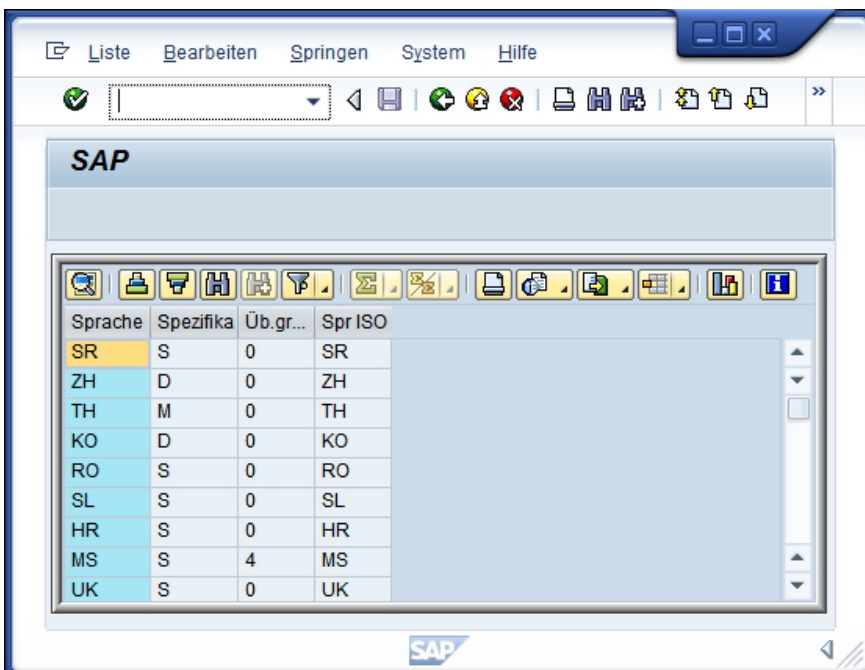 Liste Bearbeiten Springen System Hilfe
SAP
Sprache Spezifika Üb.gr... Spr ISO
SR S 0 SR
ZH D 0 ZH
TH M 0 TH
KO D 0 KO
RO S 0 RO
SL S 0 SL
HR S 0 HR
MS S 4 MS
UK S 0 UK
SAP